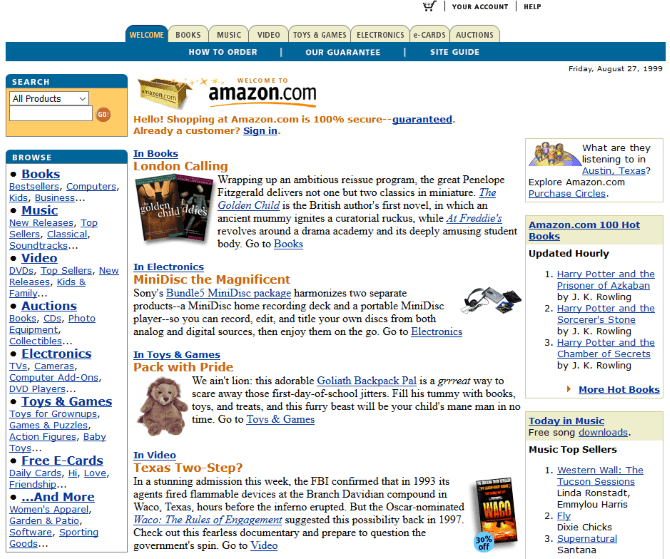 YOUR ACCOUNT | HELP
WELCOME BOOKS MUSIC VIDEO TOYS & GAMES ELECTRONICS e-CARDS AUCTIONS
HOW TO ORDER | OUR GUARANTEE | SITE GUIDE
Friday, August 27, 1999
SEARCH
All Products
GO!
BROWSE
• Books
Bestsellers, Computers,
Kids, Business...
• Music
New Releases, Top
Sellers, Classical,
Soundtracks...
• Video
DVDs, Top Sellers, New
Releases, Kids &
Family...
• Auctions
Books, CDs, Photo
Equipment,
Collectibles...
• Electronics
TVs, Cameras,
Computer Add-Ons,
DVD Players...
• Toys & Games
Toys for Grownups,
Games & Puzzles,
Action Figures, Baby
Toys...
• Free E-Cards
Daily Cards, Hi, Love,
Friendship...
• ...And More
Women's Apparel,
Garden & Patio,
Software, Sporting
Goods...
amazon.com
WELCOME TO
amazon.com
Hello! Shopping at Amazon.com is 100% secure--guaranteed.
Already a customer? Sign in.
In Books
London Calling
golden child
freddie's
Wrapping up an ambitious reissue program, the great Penelope
Fitzgerald delivers not one but two classics in miniature. The
Golden Child is the British author's first novel, in which an
ancient mummy ignites a curatorial ruckus, while At Freddie's
revolves around a drama academy and its deeply amusing student
body. Go to Books
In Electronics
MiniDisc the Magnificent
Sony's Bundle5 MiniDisc package harmonizes two separate
products--a MiniDisc home recording deck and a portable MiniDisc
player--so you can record, edit, and title your own discs from both
analog and digital sources, then enjoy them on the go. Go to Electronics
In Toys & Games
Pack with Pride
We ain't lion: this adorable Goliath Backpack Pal is a grrreat way to
scare away those first-day-of-school jitters. Fill his tummy with books,
toys, and treats, and this furry beast will be your child's mane man in no
time. Go to Toys & Games
In Video
Texas Two-Step?
In a stunning admission this week, the FBI confirmed that in 1993 its
agents fired flammable devices at the Branch Davidian compound in
Waco, Texas, hours before the inferno erupted. But the Oscar-nominated
Waco: The Rules of Engagement suggested this possibility back in 1997.
Check out this fearless documentary and prepare to question the
government's spin. Go to Video
WACO
30%
off
What are they
listening to in
Austin, Texas?
Explore Amazon.com
Purchase Circles.
Amazon.com 100 Hot
Books
Updated Hourly
1. Harry Potter and the
Prisoner of Azkaban
by J. K. Rowling
2. Harry Potter and the
Sorcerer's Stone
by J. K. Rowling
3. Harry Potter and the
Chamber of Secrets
by J. K. Rowling
More Hot Books
Today in Music
Free song downloads.
Music Top Sellers
1. Western Wall: The
Tucson Sessions
Linda Ronstadt,
Emmylou Harris
2. Fly
Dixie Chicks
3. Supernatural
Santana